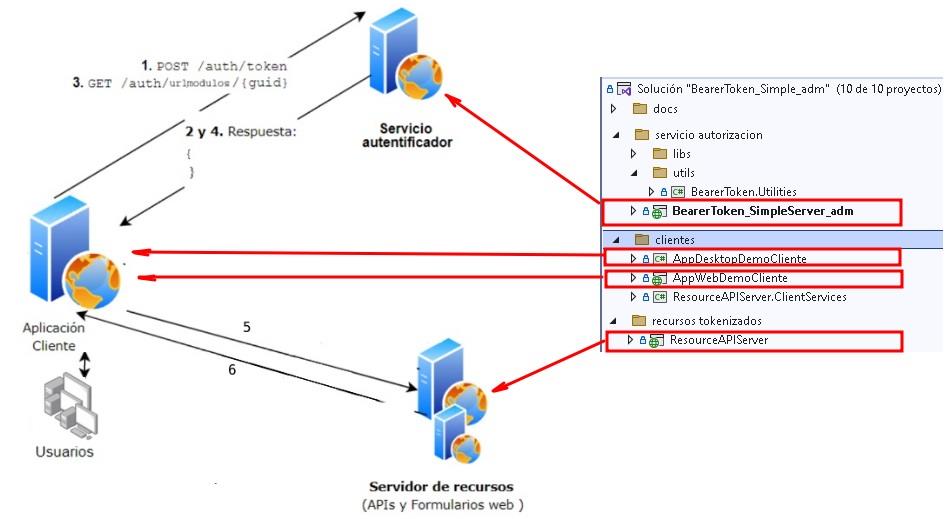 1. POST /auth/token
3. GET /auth/urlmodulos/{guid}
2 y 4. Respuesta:
{
}
Servicio
autentificador
Aplicación
Cliente
Usuarios
5
6
Servidor de recursos
(APIs y Formularios web )
Solución "BearerToken_Simple_adm" (10 de 10 proyectos)
docs
servicio autorizacion
libs
utils
C# BearerToken.Utilities
BearerToken_SimpleServer_adm
clientes
C# AppDesktopDemoCliente
AppWebDemoCliente
C# ResourceAPIServer.ClientServices
recursos tokenizados
ResourceAPIServer